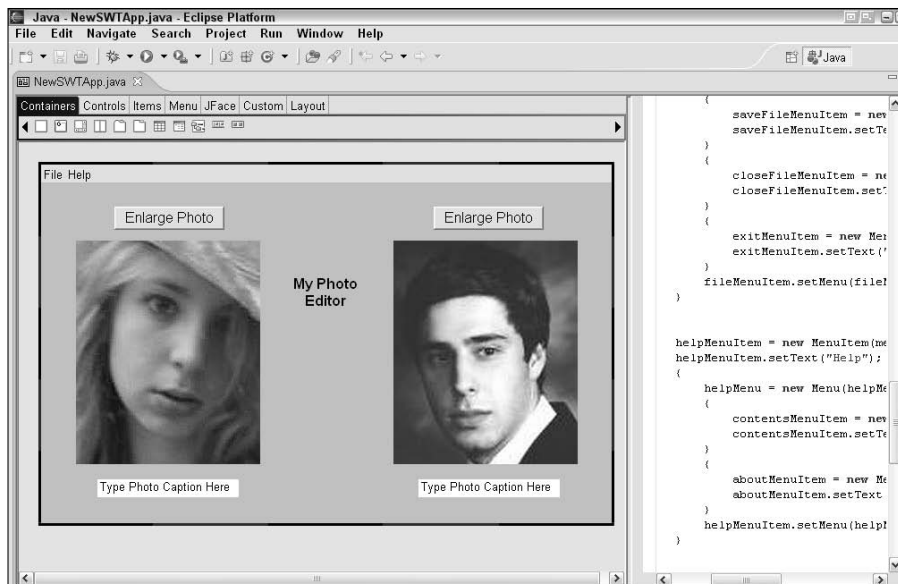 Java - NewSWTApp.java - Eclipse Platform
File Edit Navigate Search Project Run Window Help
Java
NewSWTApp.java
Containers Controls Items Menu JFace Custom Layout
File Help
Enlarge Photo
Enlarge Photo
My Photo
Editor
Type Photo Caption Here
Type Photo Caption Here
{
saveFileMenuItem = new
saveFileMenuItem.setTe
}
{
closeFileMenuItem = ne
closeFileMenuItem.setT
}
{
exitMenuItem = new Men
exitMenuItem.setText("
}
fileMenuItem.setMenu(fileM
}
helpMenuItem = new MenuItem(me
helpMenuItem.setText("Help");
{
helpMenu = new Menu(helpMe
{
contentsMenuItem = new
contentsMenuItem.setTe
}
{
aboutMenuItem = new Me
aboutMenuItem.setText
}
helpMenuItem.setMenu(helpM
}